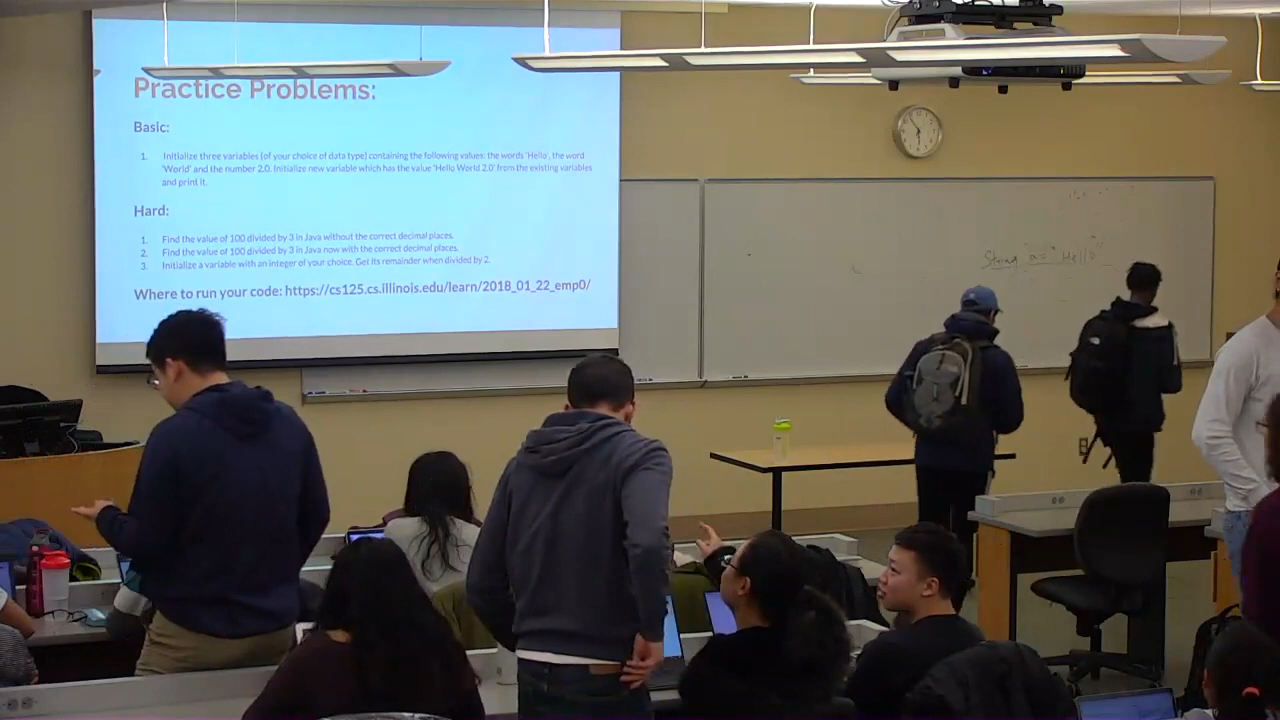 Practice Problems:
Basic:
1. Initialize three variables (of your choice of data type) containing the following values: the words 'Hello', the word
'World' and the number 2.0. Initialize new variable which has the value 'Hello World 2.0' from the existing variables
and print it.
Hard:
1. Find the value of 100 divided by 3 in Java without the correct decimal places.
2. Find the value of 100 divided by 3 in Java now with the correct decimal places.
3. Initialize a variable with an integer of your choice. Get its remainder when divided by 2.
Where to run your code: https://cs125.cs.illinois.edu/learn/2018_01_22_emp0/
String a = "Hello"